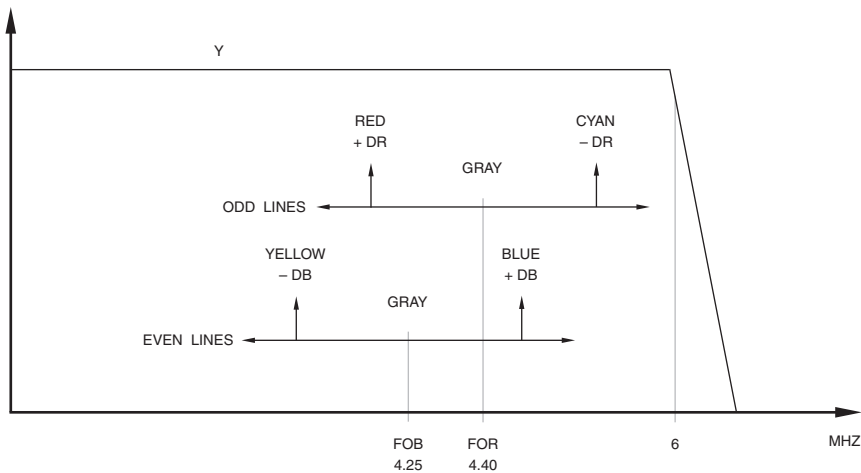 Y
RED
+ DR
CYAN
– DR
GRAY
ODD LINES
YELLOW
– DB
BLUE
+ DB
GRAY
EVEN LINES
FOB
4.25
FOR
4.40
6
MHZ